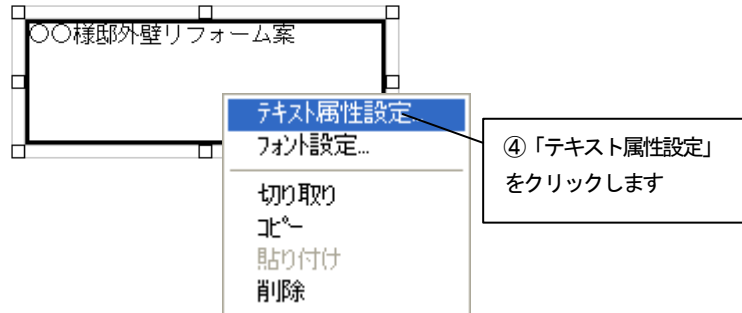 〇〇様邸外壁リフォーム案
テキスト属性設定...
フォント設定...
切り取り
コピー
貼り付け
削除
④「テキスト属性設定」
をクリックします